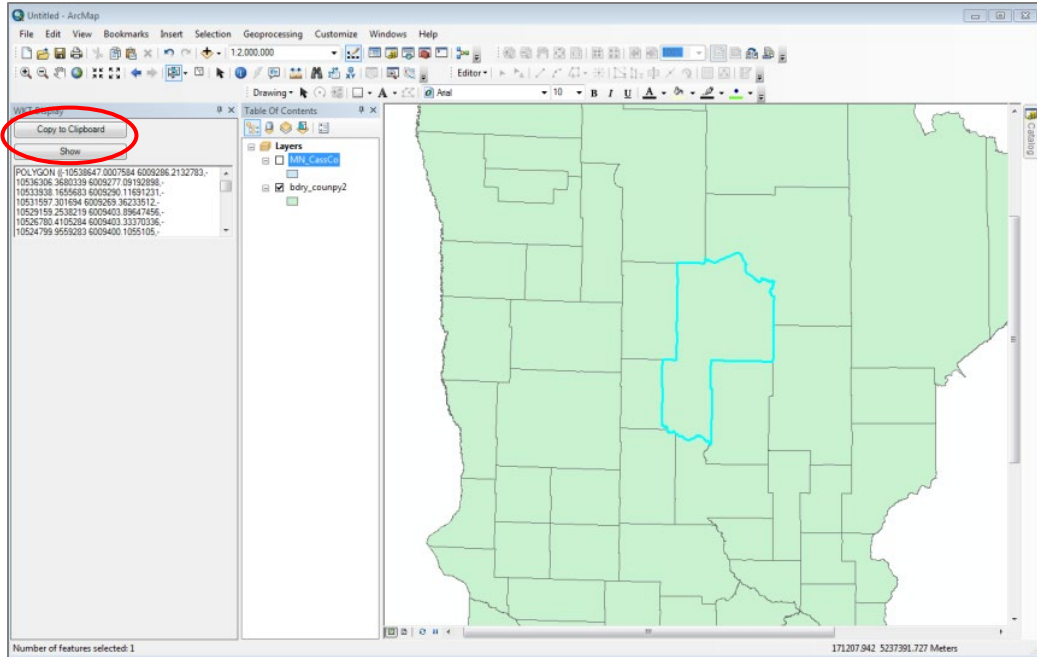 Untitled - ArcMap
File Edit View Bookmarks Insert Selection Geoprocessing Customize Windows Help
1:2,000,000
Editor
Drawing A Arial 10 B I U A
WKT Display
Table Of Contents
Copy to Clipboard
Show
POLYGON ((-10538647.0007584 6009286.2132783,-
10536306.3680339 6009277.09192898,-
10533938.1655683 6009290.11691231,-
10531597.301694 6009269.36233512,-
10529159.2538219 6009403.89647456,-
10526780.4105284 6009403.33370336,-
10524799.9559283 6009400.1055105,-
Layers
MN_CassCo
bdry_counpy2
Catalog
Number of features selected: 1
171207.942 5237391.727 Meters